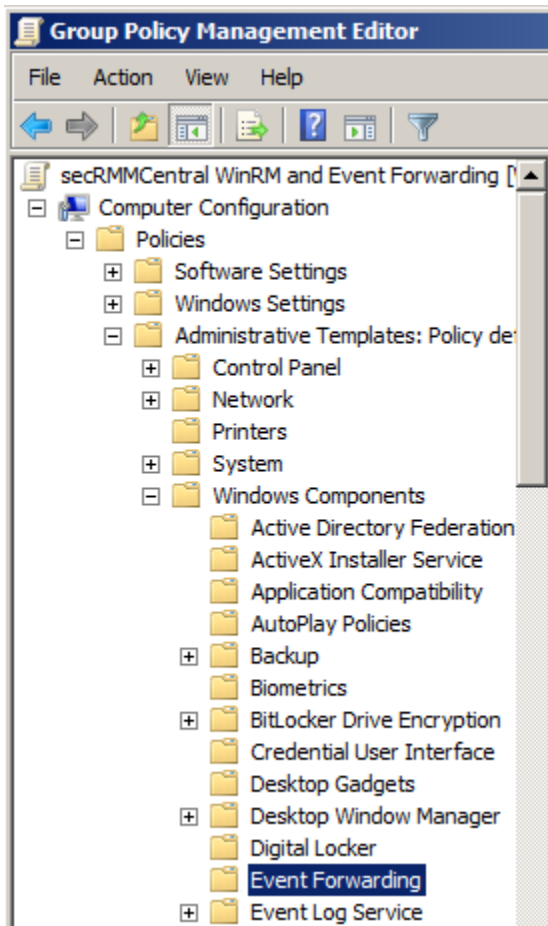 Group Policy Management Editor
File Action View Help
secRMMCentral WinRM and Event Forwarding [
Computer Configuration
Policies
Software Settings
Windows Settings
Administrative Templates: Policy def
Control Panel
Network
Printers
System
Windows Components
Active Directory Federation
ActiveX Installer Service
Application Compatibility
AutoPlay Policies
Backup
Biometrics
BitLocker Drive Encryption
Credential User Interface
Desktop Gadgets
Desktop Window Manager
Digital Locker
Event Forwarding
Event Log Service